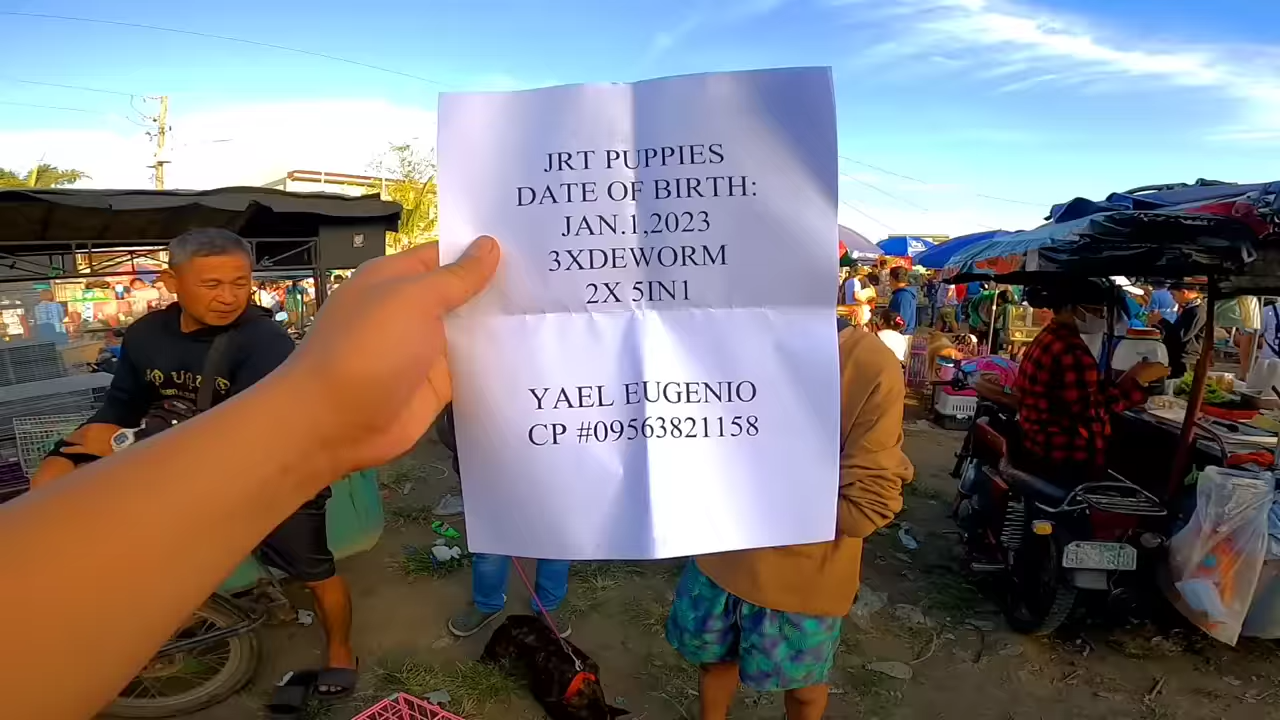 JRT PUPPIES
DATE OF BIRTH:
JAN.1,2023
3XDEWORM
2X 5IN1
YAEL EUGENIO
CP #09563821158